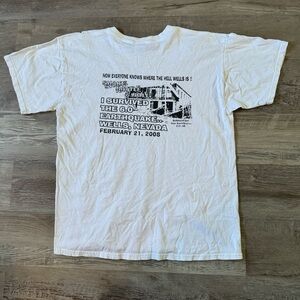 NOW EVERYONE KNOWS WHERE THE HELL WELLS IS !
I SURVIVED
THE 6.0
EARTHQUAKE..
WELLS, NEVADA
FEBRUARY 21, 2008